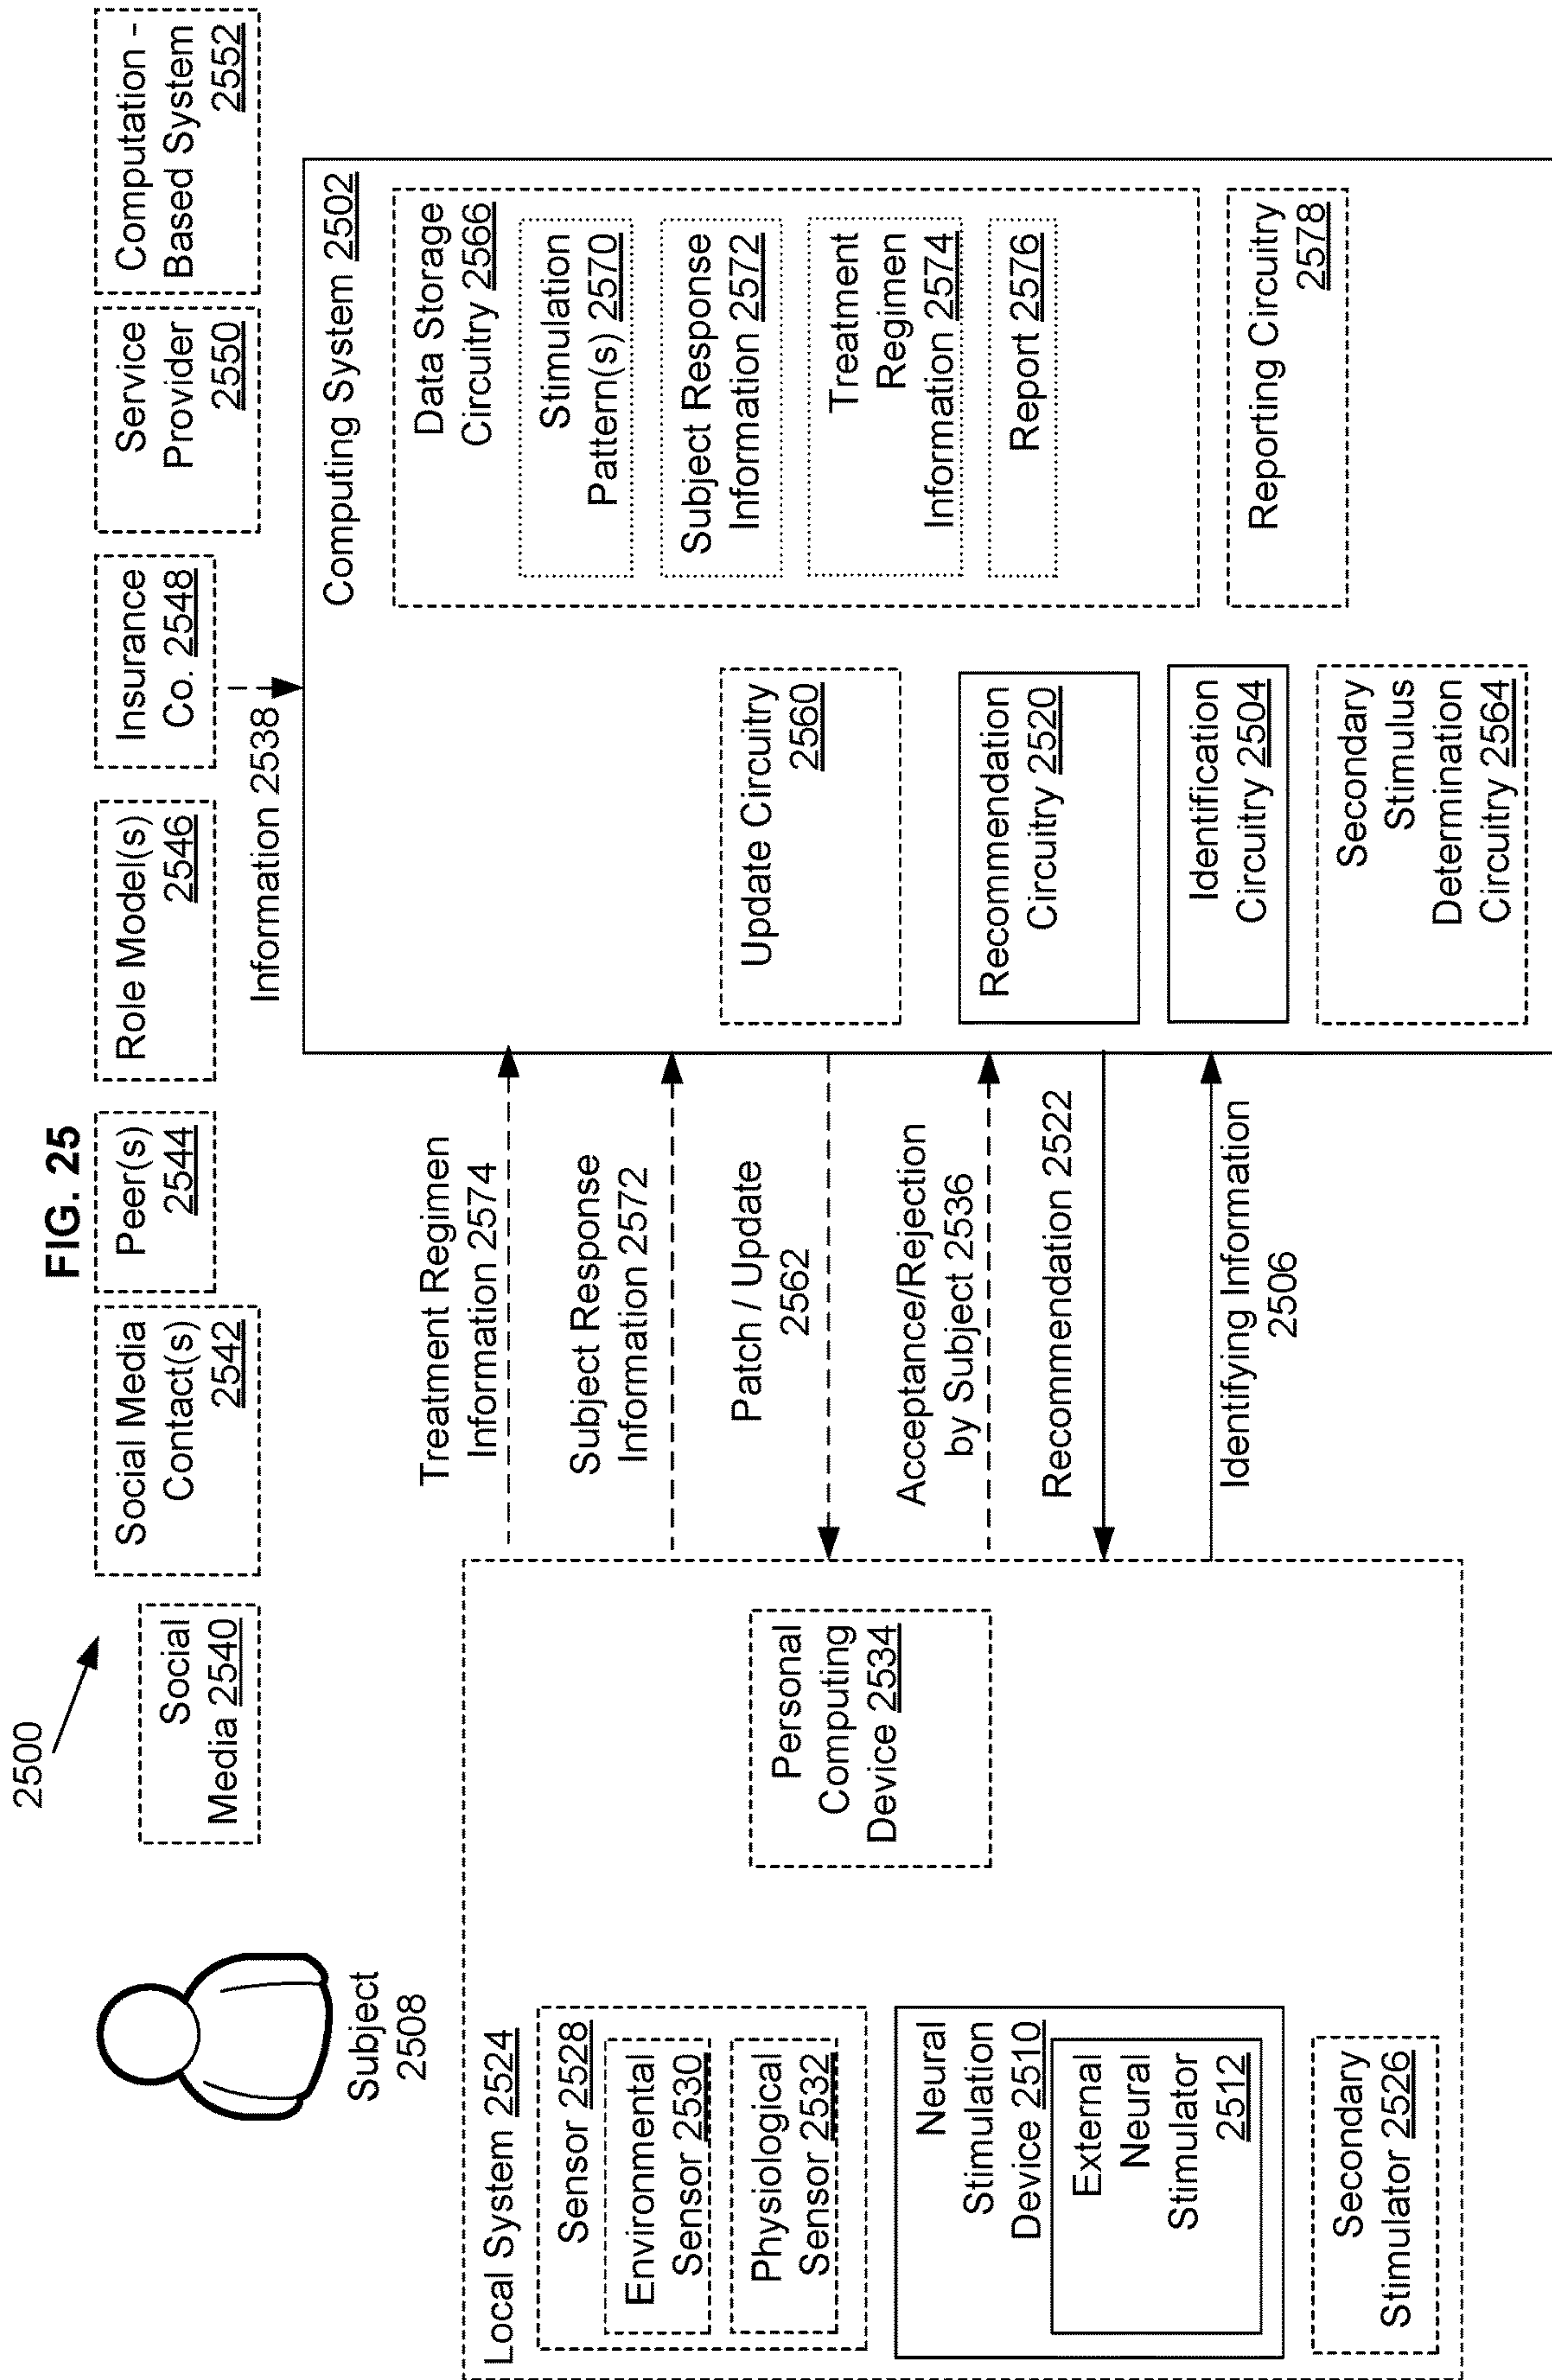 FIG. 25
2500
Social
Media 2540
Social Media
Contact(s)
2542
Peer(s)
2544
Role Model(s)
2546
Insurance
Co. 2548
Service
Provider
2550
Computation -
Based System
2552
Information 2538
Subject
2508
Local System 2524
Sensor 2528
Environmental
Sensor 2530
Physiological
Sensor 2532
Neural
Stimulation
Device 2510
External
Neural
Stimulator
2512
Secondary
Stimulator 2526
Personal
Computing
Device 2534
Treatment Regimen
Information 2574
Subject Response
Information 2572
Patch / Update
2562
Acceptance/Rejection
by Subject 2536
Recommendation 2522
Identifying Information
2506
Computing System 2502
Update Circuitry
2560
Recommendation
Circuitry 2520
Identification
Circuitry 2504
Secondary
Stimulus
Determination
Circuitry 2564
Data Storage
Circuitry 2566
Stimulation
Pattern(s) 2570
Subject Response
Information 2572
Treatment
Regimen
Information 2574
Report 2576
Reporting Circuitry
2578